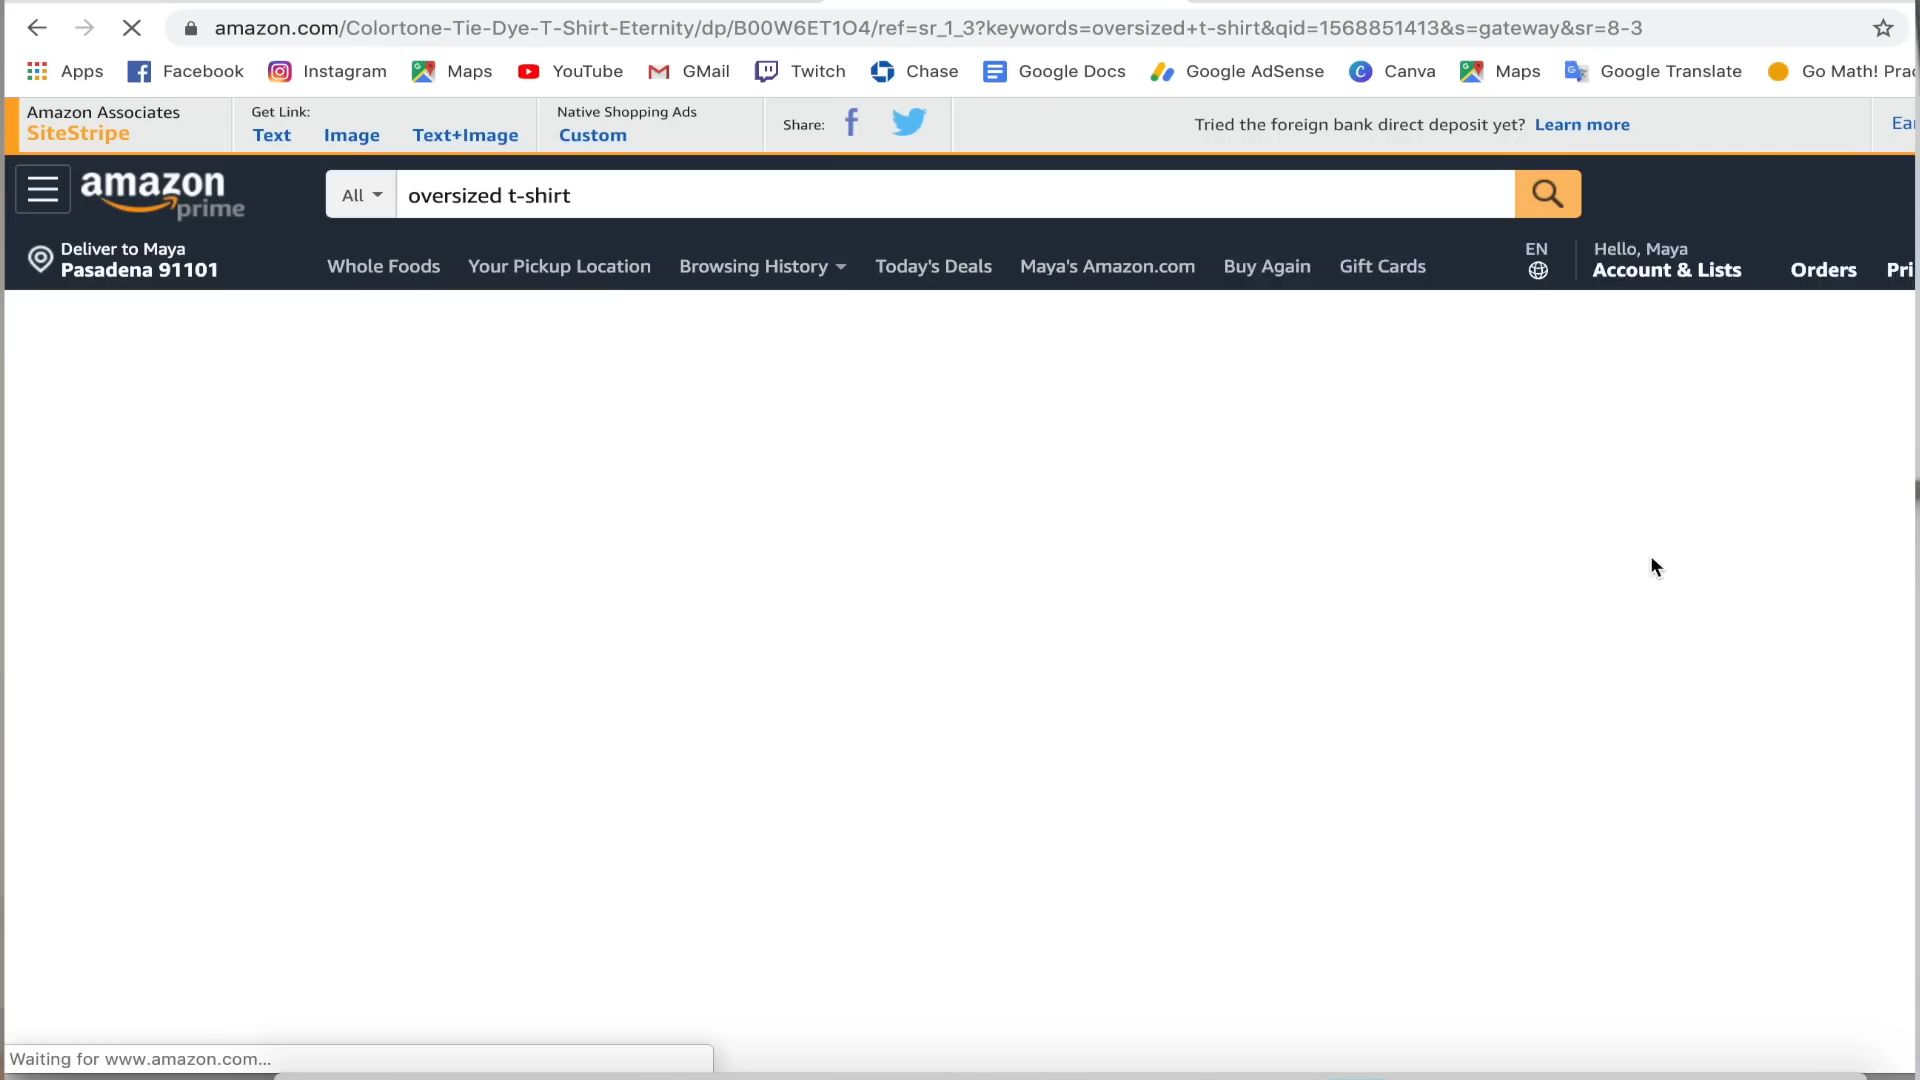 amazon.com/Colortone-Tie-Dye-T-Shirt-Eternity/dp/B00W6ET1O4/ref=sr_1_3?keywords=oversized+t-shirt&qid=1568851413&s=gateway&sr=8-3
Apps Facebook Instagram Maps YouTube GMail Twitch Chase Google Docs Google AdSense Canva Maps Google Translate Go Math! Prac
Amazon Associates Get Link: Native Shopping Ads
SiteStripe Text Image Text+Image Custom Share: Tried the foreign bank direct deposit yet? Learn more Ear
amazon prime All oversized t-shirt
Deliver to Maya
Pasadena 91101
Whole Foods Your Pickup Location Browsing History Today's Deals Maya's Amazon.com Buy Again Gift Cards
EN Hello, Maya
Account & Lists Orders Pri
Waiting for www.amazon.com...